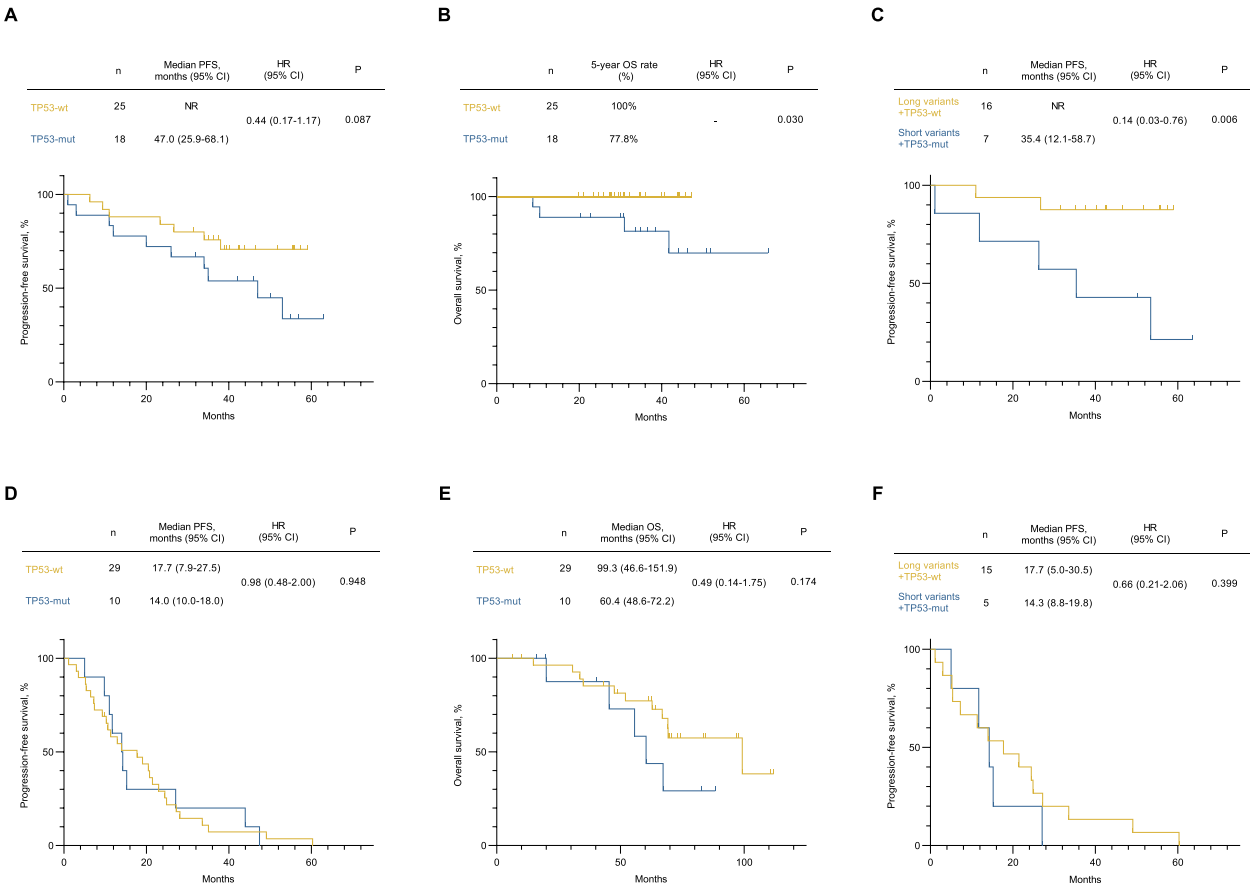 A
n
Median PFS,
months (95% CI)
HR
(95% CI)
P
TP53-wt
25
NR
0.44 (0.17-1.17)
0.087
TP53-mut
18
47.0 (25.9-68.1)
Progression-free survival, %
100
50
0
0
20
40
60
Months
B
n
5-year OS rate
(%)
HR
(95% CI)
P
TP53-wt
25
100%
-
0.030
TP53-mut
18
77.8%
Overall survival, %
100
50
0
0
20
40
60
Months
C
n
Median PFS,
months (95% CI)
HR
(95% CI)
P
Long variants
+TP53-wt
16
NR
0.14 (0.03-0.76)
0.006
Short variants
+TP53-mut
7
35.4 (12.1-58.7)
Progression-free survival, %
100
50
0
0
20
40
60
Months
D
n
Median PFS,
months (95% CI)
HR
(95% CI)
P
TP53-wt
29
17.7 (7.9-27.5)
0.98 (0.48-2.00)
0.948
TP53-mut
10
14.0 (10.0-18.0)
Progression-free survival, %
100
50
0
0
20
40
60
Months
E
n
Median OS,
months (95% CI)
HR
(95% CI)
P
TP53-wt
29
99.3 (46.6-151.9)
0.49 (0.14-1.75)
0.174
TP53-mut
10
60.4 (48.6-72.2)
Overall survival, %
100
50
0
0
50
100
Months
F
n
Median PFS,
months (95% CI)
HR
(95% CI)
P
Long variants
+TP53-wt
15
17.7 (5.0-30.5)
0.66 (0.21-2.06)
0.399
Short variants
+TP53-mut
5
14.3 (8.8-19.8)
Progression-free survival, %
100
50
0
0
20
40
60
Months